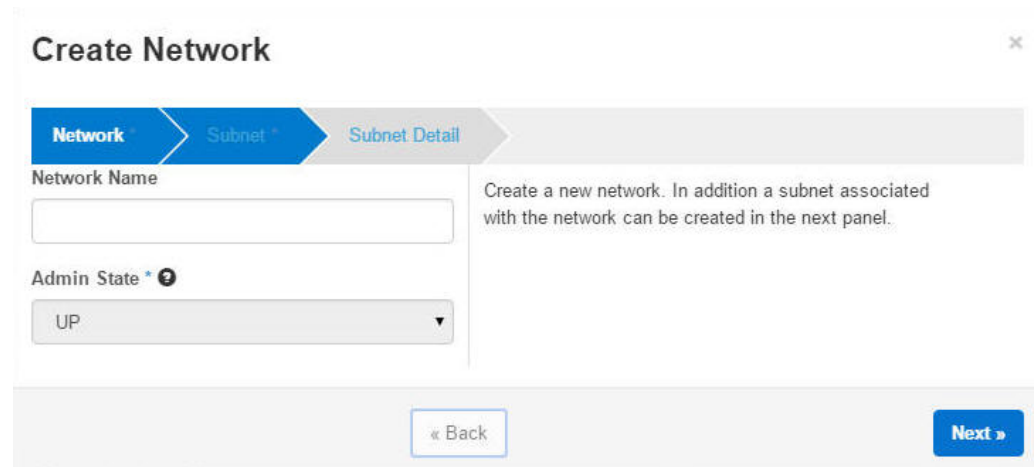 Create Network
×
Network *
Subnet *
Subnet Detail
Network Name
Create a new network. In addition a subnet associated
with the network can be created in the next panel.
Admin State * ?
UP
« Back
Next »